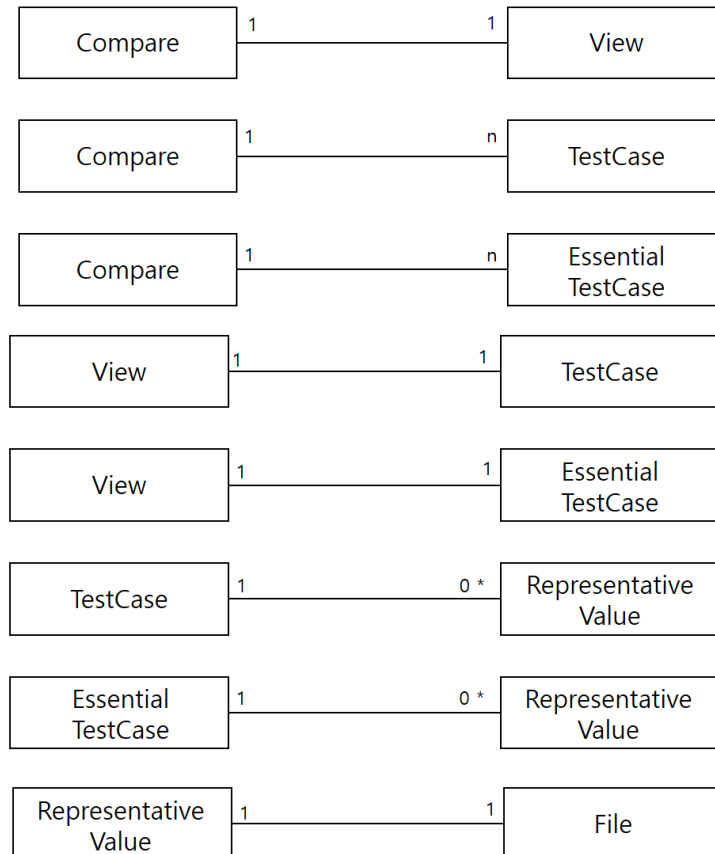 Compare 1 1 View
Compare 1 n TestCase
Compare 1 n Essential
TestCase
View 1 1 TestCase
View 1 1 Essential
TestCase
TestCase 1 0 * Representative
Value
Essential
TestCase 1 0 * Representative
Value
Representative
Value 1 1 File